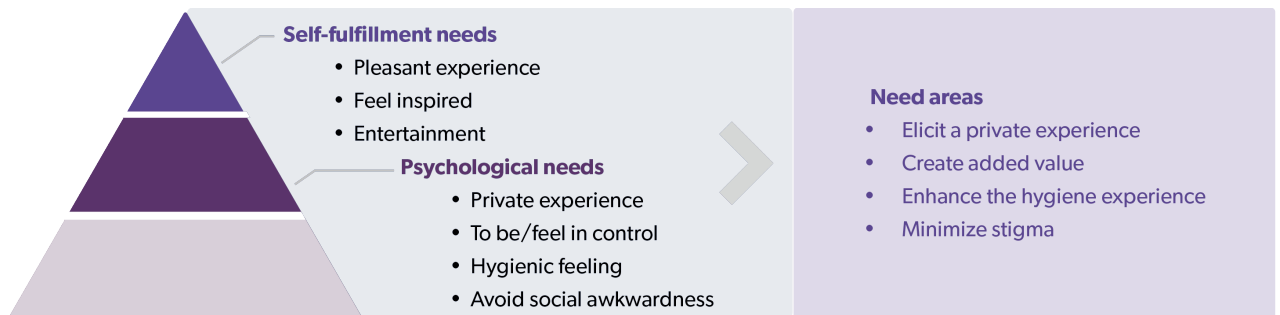 Self-fulfillment needs
• Pleasant experience
• Feel inspired
• Entertainment
Psychological needs
• Private experience
• To be/feel in control
• Hygienic feeling
• Avoid social awkwardness
Need areas
• Elicit a private experience
• Create added value
• Enhance the hygiene experience
• Minimize stigma